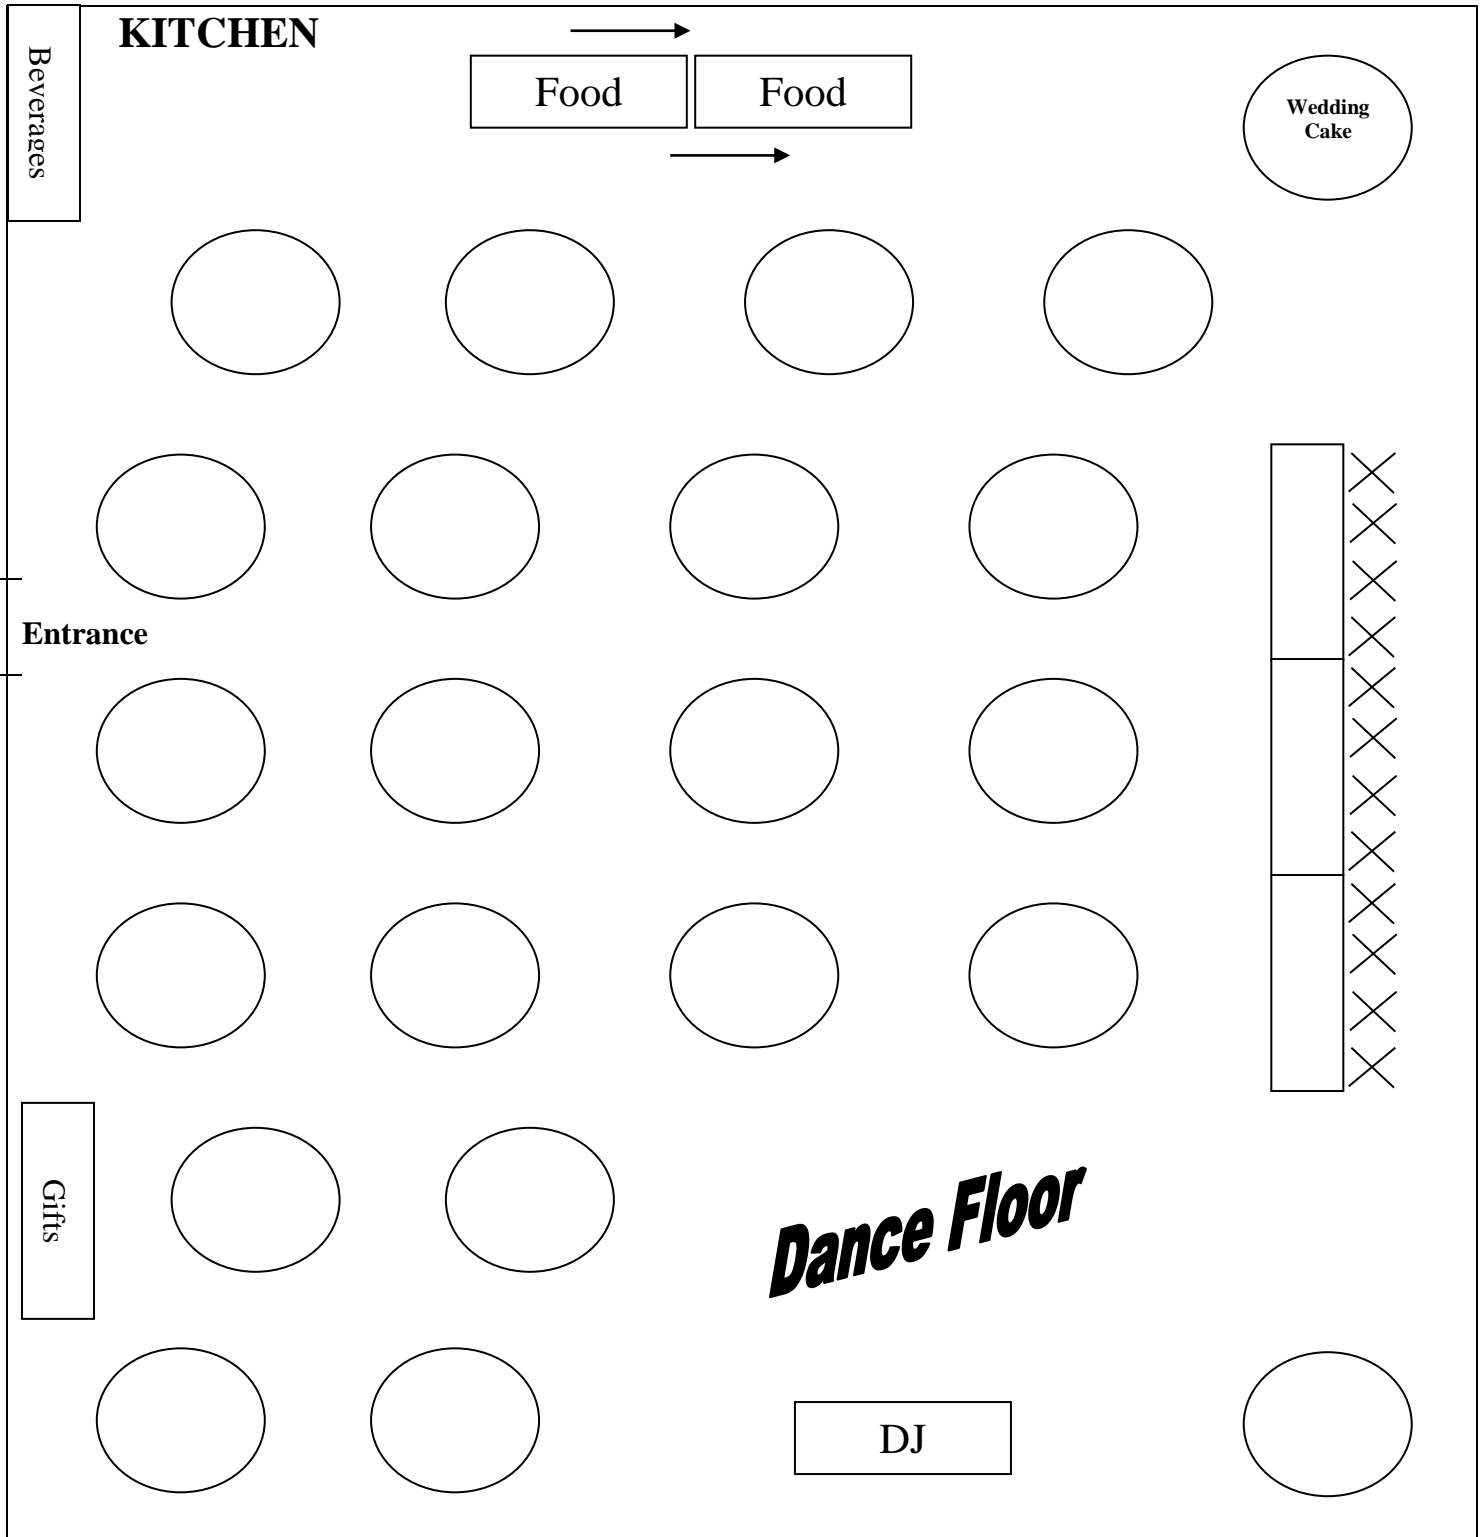 KITCHEN
Beverages
Food
Food
Wedding
Cake
Entrance
Gifts
Dance Floor
DJ